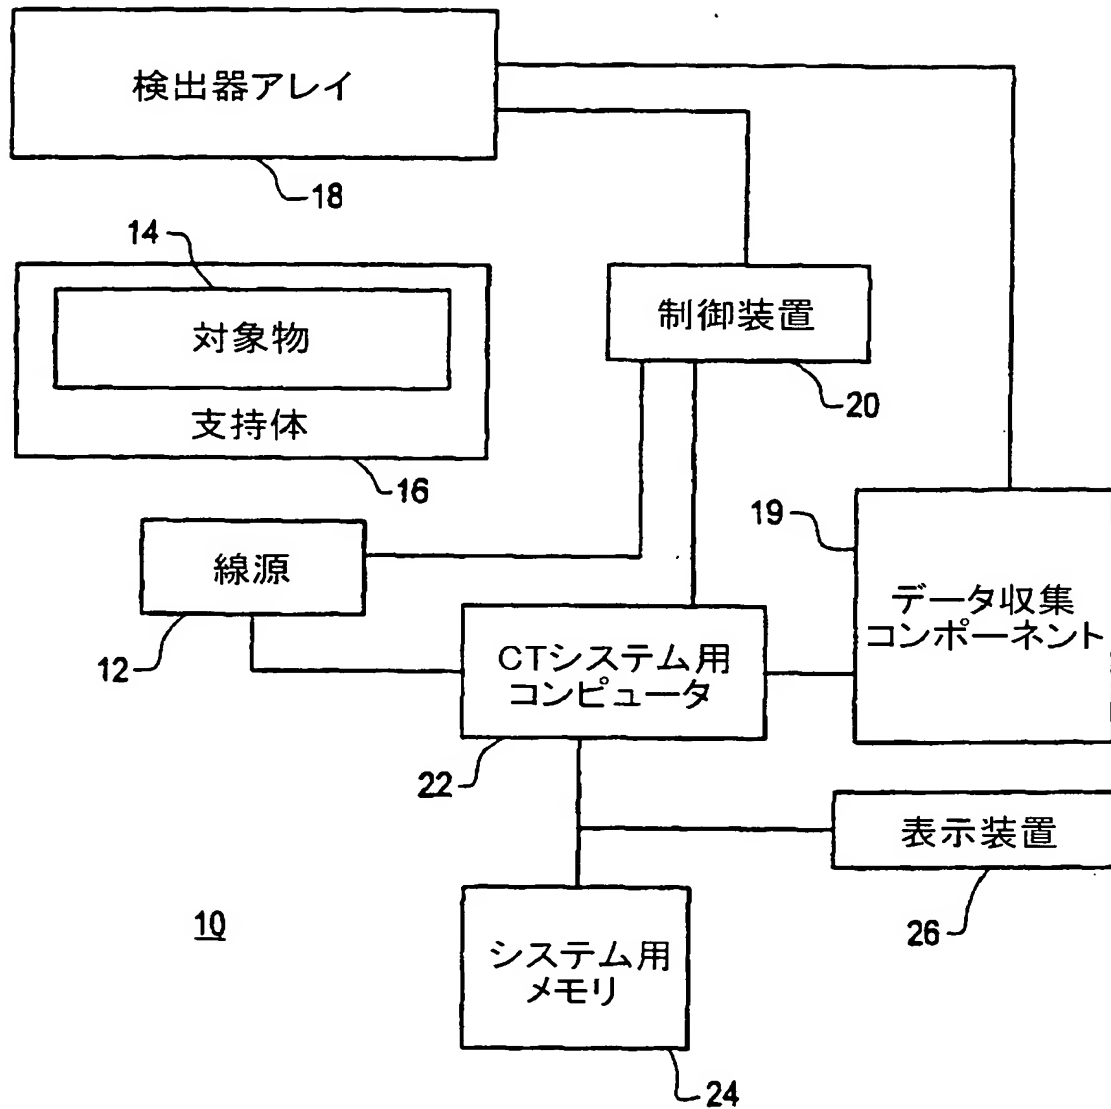 検出器アレイ
18
14
対象物
支持体
16
制御装置
20
線源
12
19
データ収集
コンポーネント
CTシステム用
コンピュータ
22
表示装置
26
10
システム用
メモリ
24